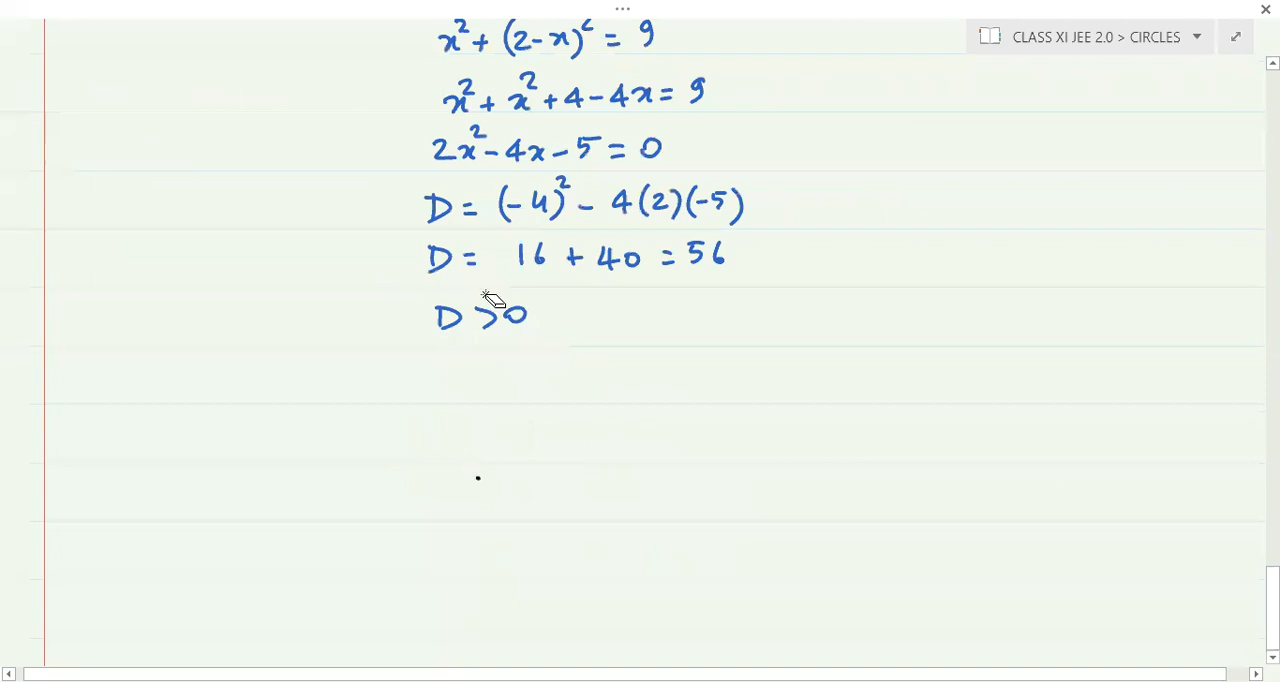 x² + (2-x)² = 9
CLASS XI JEE 2.0 > CIRCLES
x² + x² + 4 - 4x = 9
2x² - 4x - 5 = 0
D = (-4)² - 4(2)(-5)
D = 16 + 40 = 56
D > 0